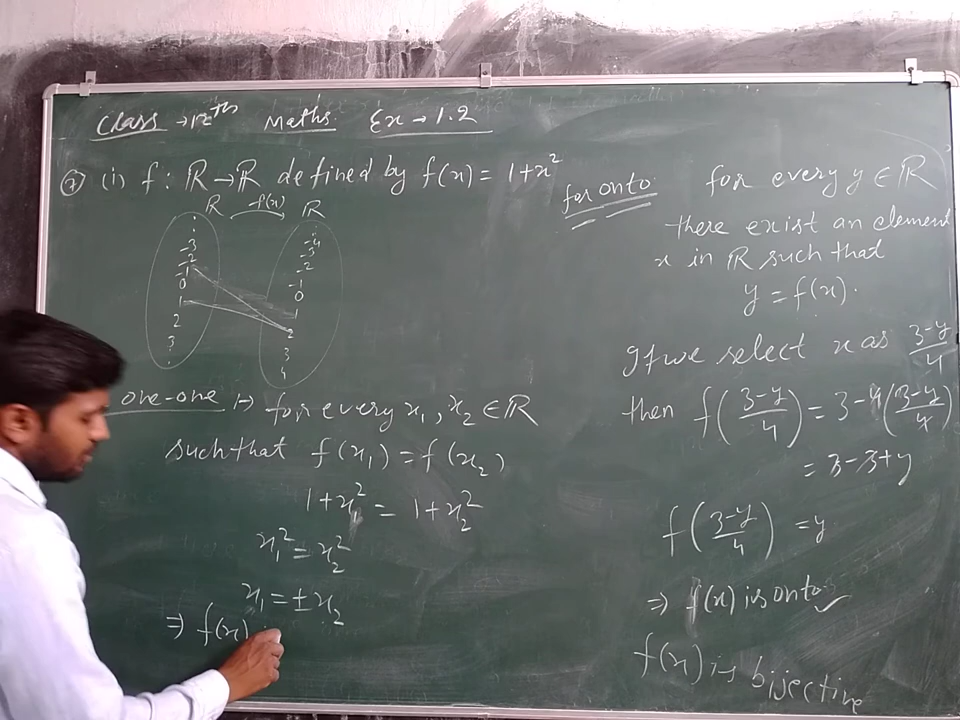 Class → 12th Maths Ex → 1.2
⑦ (i) f : R → R defined by f(x) = 1+x²
R f(x) R
-3
-2
-1
0
1
2
3
-4
-3
-2
-1
0
1
2
3
4
one-one :-) for every x₁, x₂ ∈ R
such that f(x₁) = f(x₂)
1+x₁² = 1+x₂²
x₁² = x₂²
x₁ = ± x₂
⇒ f(x)
for onto for every y ∈ R
there exist an element
x in R such that
y = f(x).
If we select x as (3-y)/4
then f((3-y)/4) = 3-4((3-y)/4)
= 3-3+y
f((3-y)/4) = y
⇒ f(x) is onto ✓
f(x) is bijective